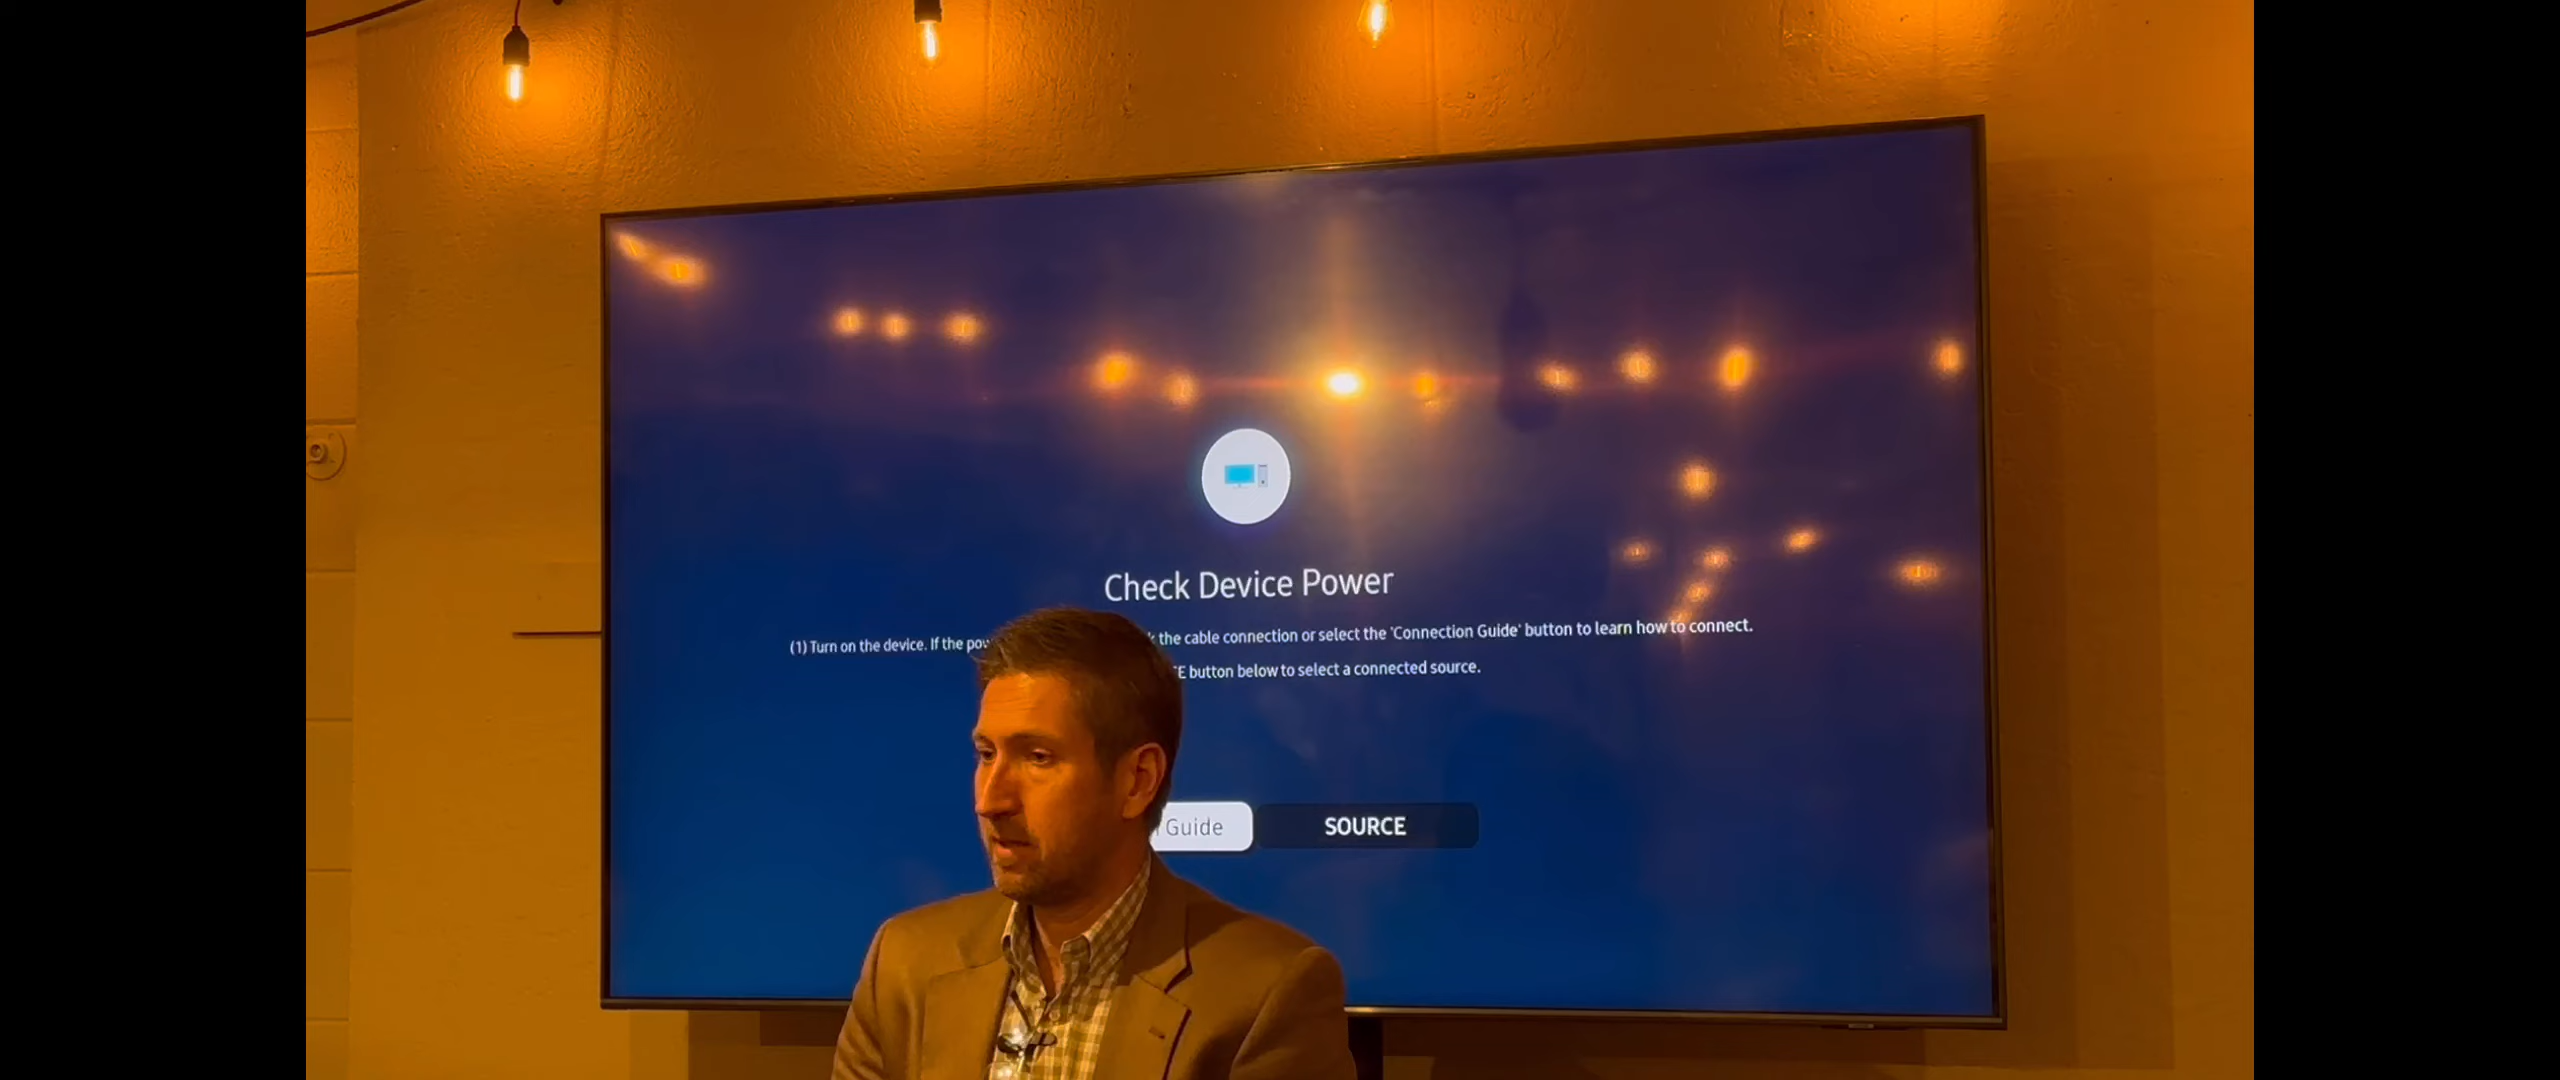 Check Device Power
(1) Turn on the device. If the the cable connection or select the 'Connection Guide' button to learn how to connect.
button below to select a connected source.
Guide SOURCE